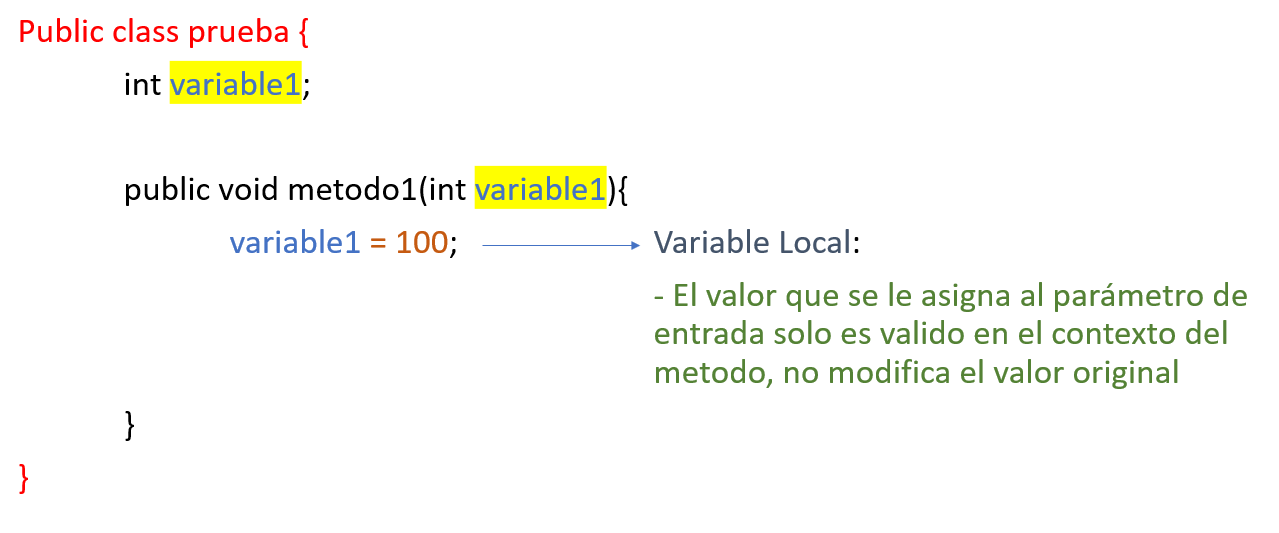 Public class prueba {
int variable1;
public void metodo1(int variable1){
variable1 = 100;
Variable Local:
- El valor que se le asigna al parámetro de
entrada solo es valido en el contexto del
metodo, no modifica el valor original
}
}